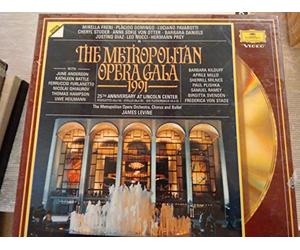 MIRELLA FRENI · PLÁCIDO DOMINGO · LUCIANO PAVAROTTI
CHERYL STUDER · ANNE SOFIE VON OTTER · BARBARA DANIELS
JUSTINO DIAZ · LEO NUCCI · HERMANN PREY
VIDEO
THE METROPOLITAN
OPERA GALA
1991
WITH
JUNE ANDERSON
KATHLEEN BATTLE
FERRUCCIO FURLANETTO
NICOLAI GHIAUROV
THOMAS HAMPSON
UWE HEILMANN
25TH ANNIVERSARY AT LINCOLN CENTER
BARBARA KILDUFF
APRILE MILLO
SHERRILL MILNES
PAUL PLISHKA
SAMUEL RAMEY
BIRGITTA SVENDEN
FREDERICA VON STADE
The Metropolitan Opera Orchestra, Chorus and Ballet
JAMES LEVINE